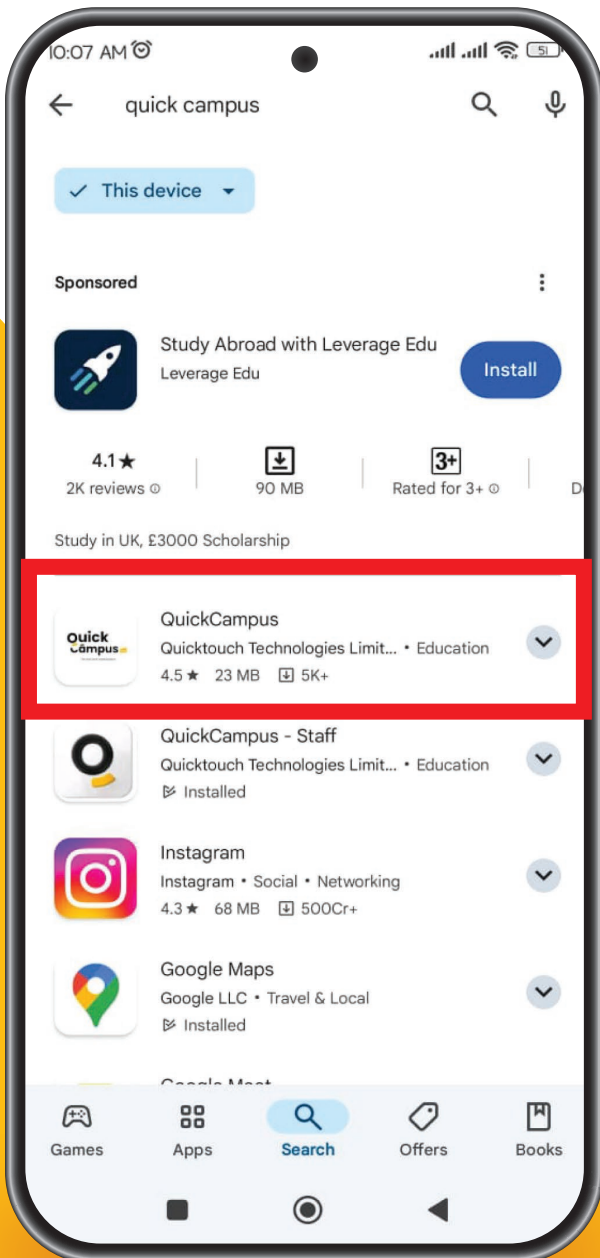 10:07 AM
51
quick campus
This device
Sponsored
Study Abroad with Leverage Edu
Leverage Edu
Install
4.1★
2K reviews
90 MB
3+
Rated for 3+
D
Study in UK, £3000 Scholarship
Quick
Campus
QuickCampus
Quicktouch Technologies Limit... • Education
4.5 ★ 23 MB 5K+
QuickCampus - Staff
Quicktouch Technologies Limit... • Education
Installed
Instagram
Instagram • Social • Networking
4.3 ★ 68 MB 500Cr+
Google Maps
Google LLC • Travel & Local
Installed
Google Meet
Games Apps Search Offers Books